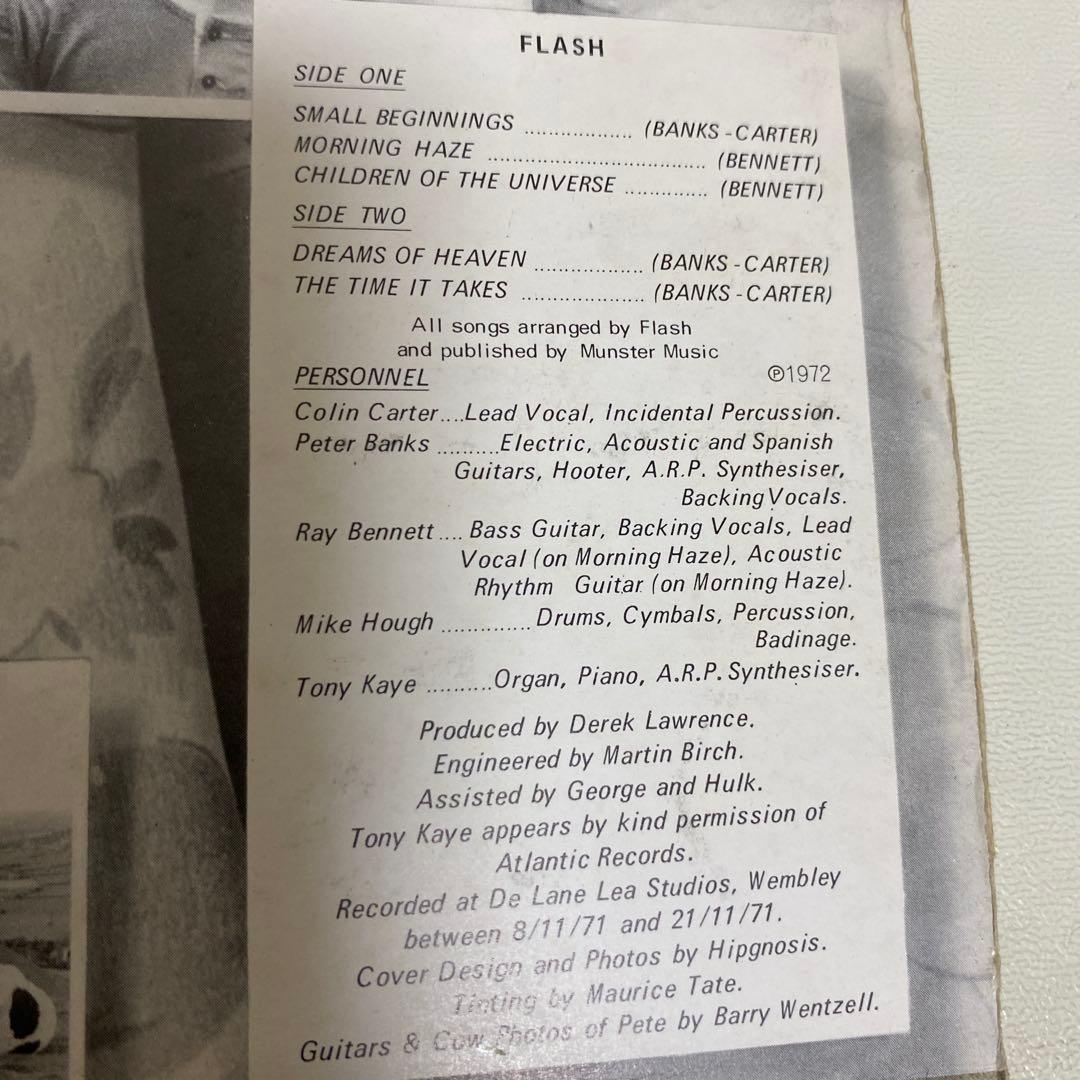 FLASH
SIDE ONE
SMALL BEGINNINGS .................. (BANKS-CARTER)
MORNING HAZE .................................... (BENNETT)
CHILDREN OF THE UNIVERSE .............. (BENNETT)
SIDE TWO
DREAMS OF HEAVEN .................. (BANKS-CARTER)
THE TIME IT TAKES .................... (BANKS-CARTER)
All songs arranged by Flash
and published by Munster Music
PERSONNEL ℗1972
Colin Carter....Lead Vocal, Incidental Percussion.
Peter Banks ..........Electric, Acoustic and Spanish
Guitars, Hooter, A.R.P. Synthesiser,
Backing Vocals.
Ray Bennett .... Bass Guitar, Backing Vocals, Lead
Vocal (on Morning Haze), Acoustic
Rhythm Guitar (on Morning Haze).
Mike Hough ..............Drums, Cymbals, Percussion,
Badinage.
Tony Kaye ..........Organ, Piano, A.R.P. Synthesiser.
Produced by Derek Lawrence.
Engineered by Martin Birch.
Assisted by George and Hulk.
Tony Kaye appears by kind permission of
Atlantic Records.
Recorded at De Lane Lea Studios, Wembley
between 8/11/71 and 21/11/71.
Cover Design and Photos by Hipgnosis.
Tinting by Maurice Tate.
Guitars & Cow Photos of Pete by Barry Wentzell.